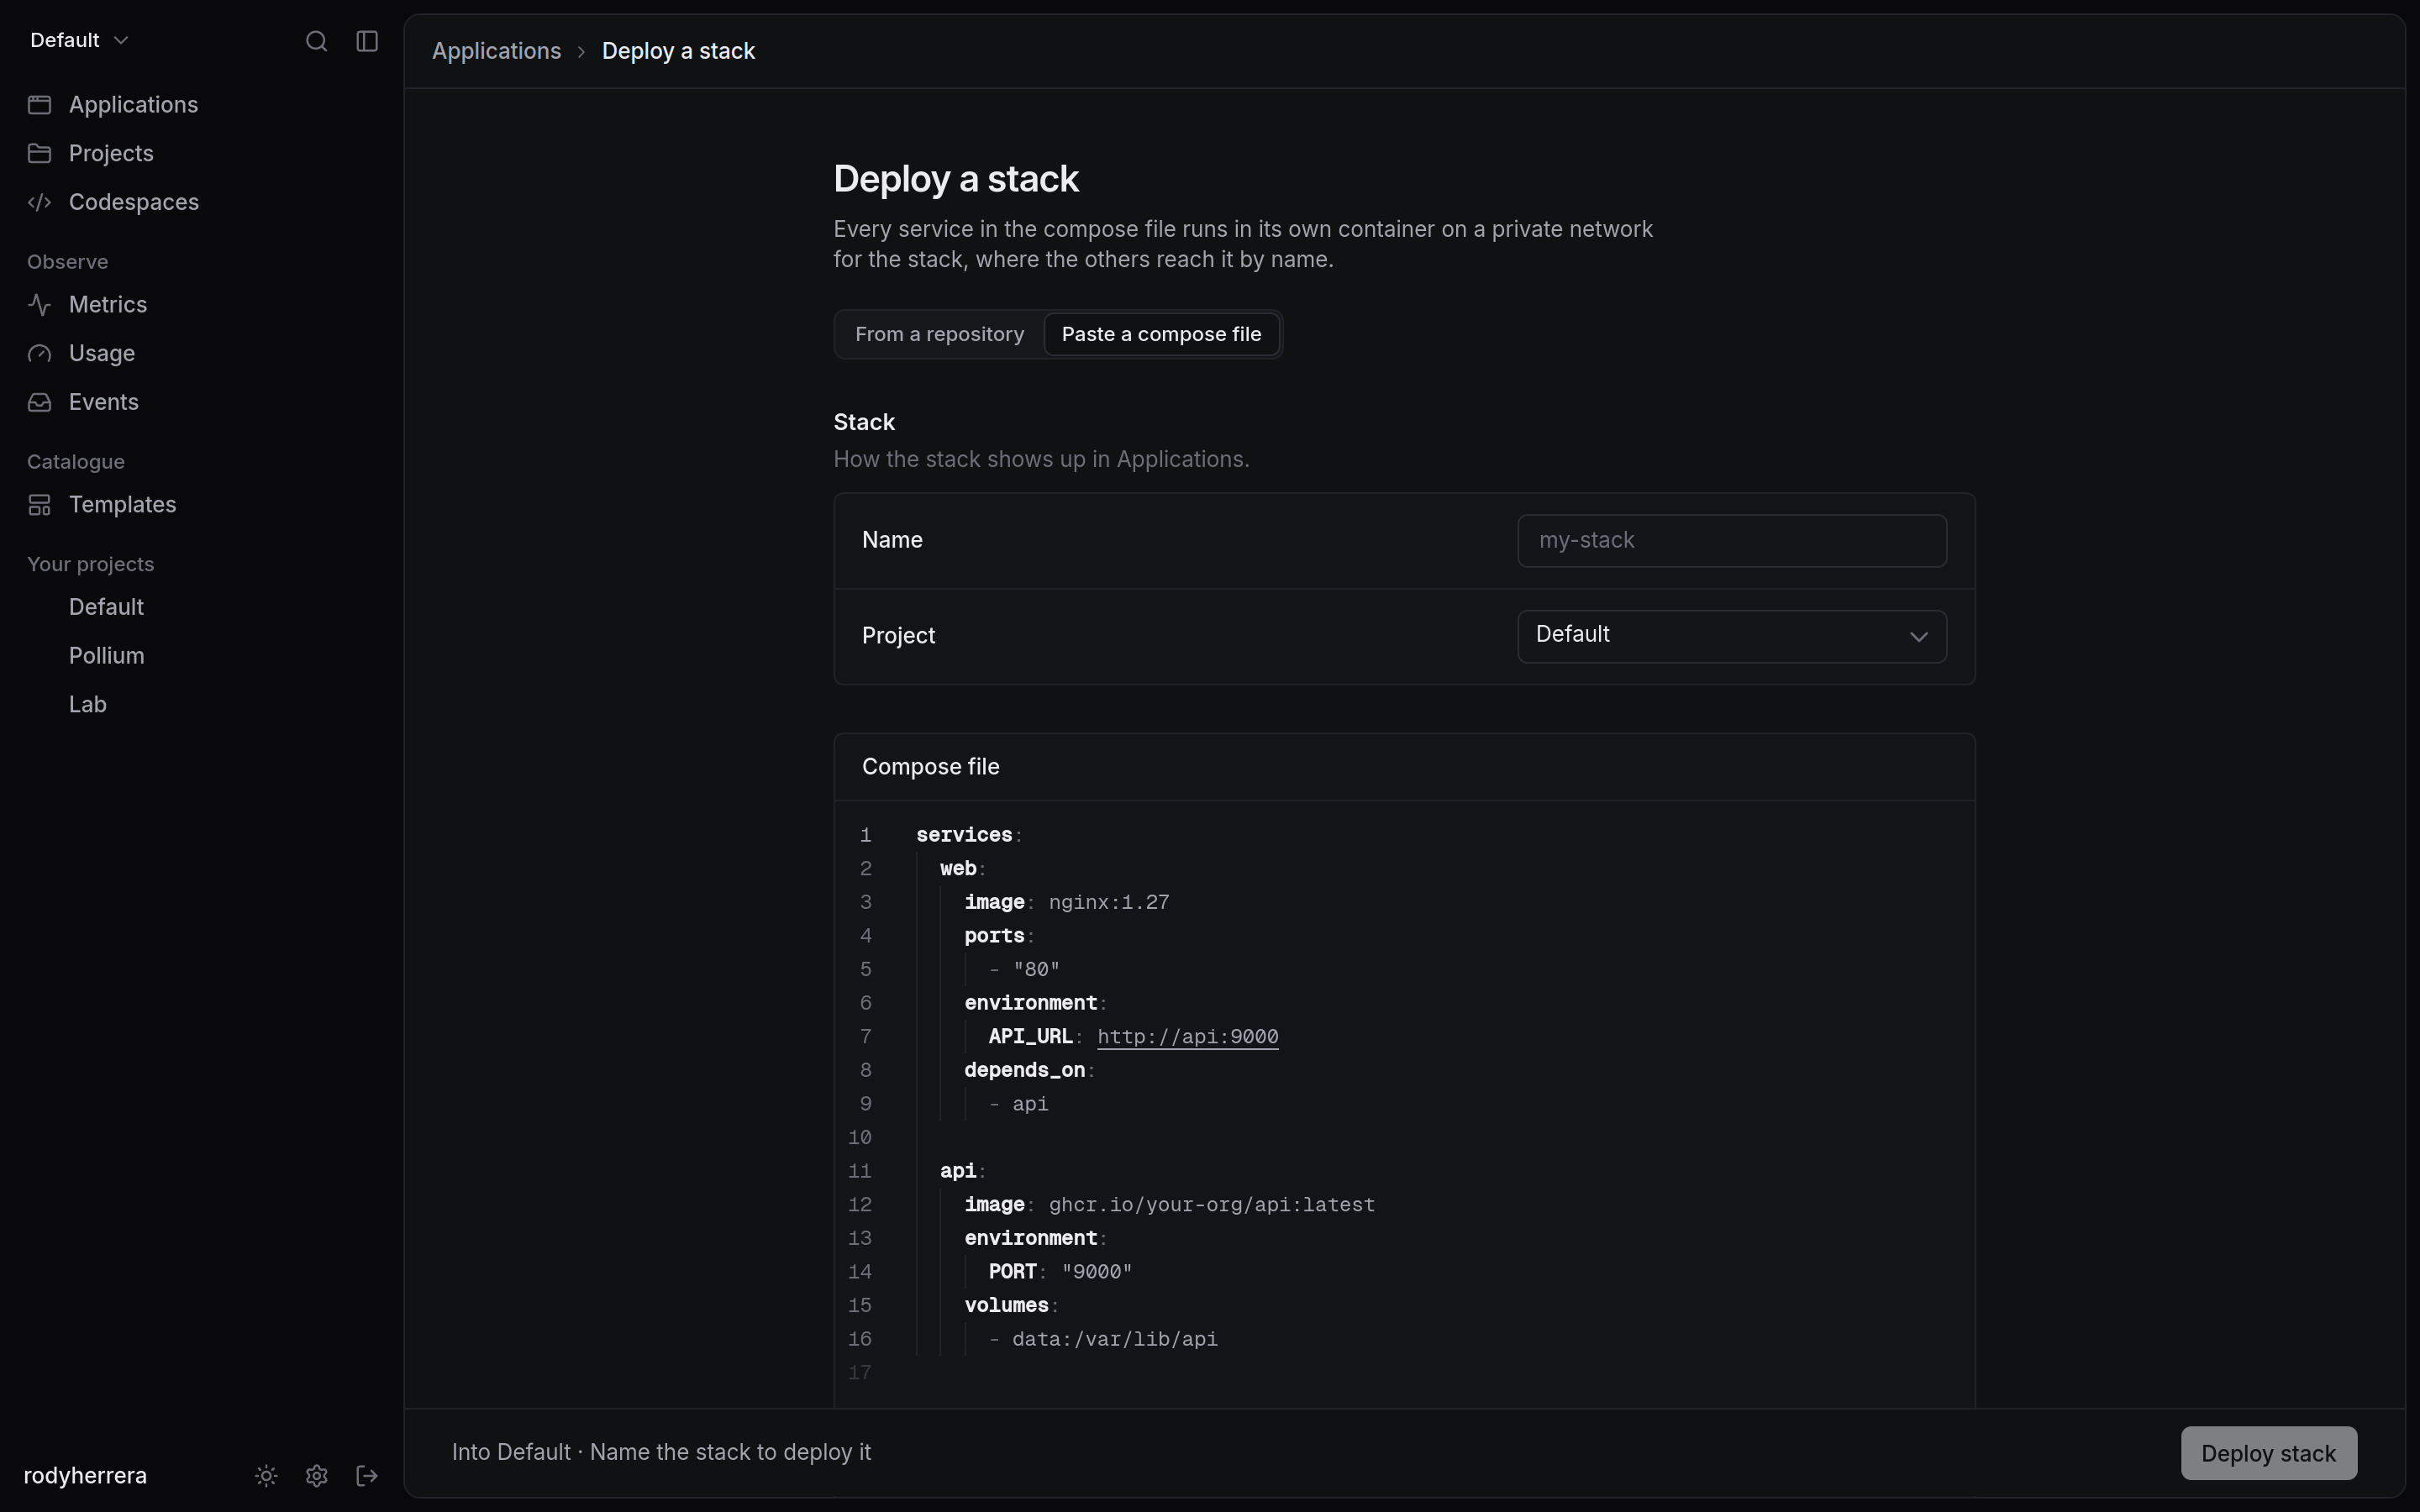 Default
Applications
Projects
Codespaces
Observe
Metrics
Usage
Events
Catalogue
Templates
Your projects
Default
Pollium
Lab
rodyherrera
Applications > Deploy a stack
Deploy a stack
Every service in the compose file runs in its own container on a private network
for the stack, where the others reach it by name.
From a repository
Paste a compose file
Stack
How the stack shows up in Applications.
Name
my-stack
Project
Default
Compose file
1 services:
2   web:
3     image: nginx:1.27
4     ports:
5       - "80"
6     environment:
7       API_URL: http://api:9000
8     depends_on:
9       - api
10
11   api:
12     image: ghcr.io/your-org/api:latest
13     environment:
14       PORT: "9000"
15     volumes:
16       - data:/var/lib/api
17
Into Default · Name the stack to deploy it
Deploy stack